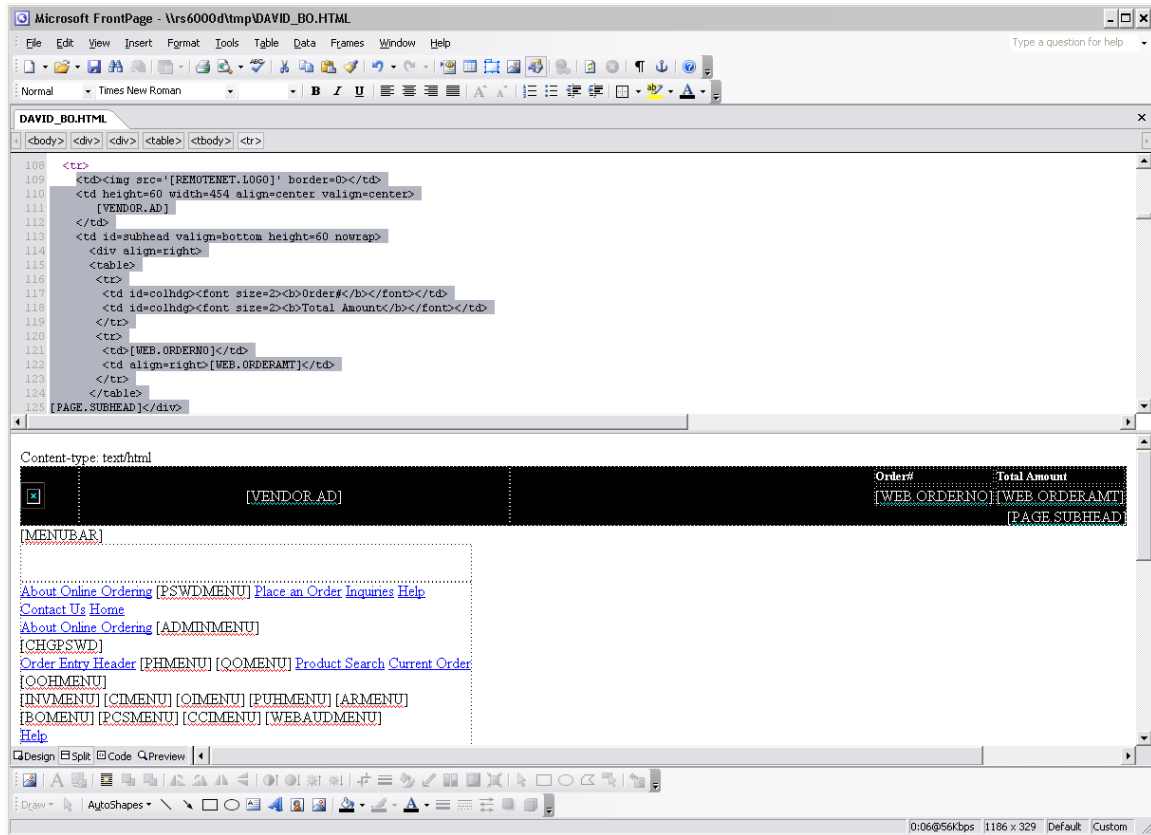 Microsoft FrontPage - \\rs6000d\tmp\DAVID_BO.HTML
File Edit View Insert Format Tools Table Data Frames Window Help
Type a question for help
Normal Times New Roman
DAVID_BO.HTML
<body> <div> <div> <table> <tbody> <tr>
108 <tr>
109 <td><img src='[REMOTENET.LOGO]' border=0></td>
110 <td height=60 width=454 align=center valign=center>
111 [VENDOR.AD]
112 </td>
113 <td id=subhead valign=bottom height=60 nowrap>
114 <div align=right>
115 <table>
116 <tr>
117 <td id=colhdg><font size=2><b>Order#</b></font></td>
118 <td id=colhdg><font size=2><b>Total Amount</b></font></td>
119 </tr>
120 <tr>
121 <td>[WEB.ORDERNO]</td>
122 <td align=right>[WEB.ORDERAMT]</td>
123 </tr>
124 </table>
125 [PAGE.SUBHEAD]</div>
Content-type: text/html
Order# Total Amount
[VENDOR.AD] [WEB.ORDERNO] [WEB.ORDERAMT]
[PAGE.SUBHEAD]
[MENUBAR]
About Online Ordering [PSWDMENU] Place an Order Inquiries Help
Contact Us Home
About Online Ordering [ADMINMENU]
[CHGPSWD]
Order Entry Header [PHMENU] [QOMENU] Product Search Current Order
[OOHMENU]
[INVMENU] [CIMENU] [OIMENU] [PUHMENU] [ARMENU]
[BOMENU] [PCSMENU] [CCIMENU] [WEBAUDMENU]
Help
Design Split Code Preview
Draw AutoShapes
0:06@56Kbps 1186 x 329 Default Custom